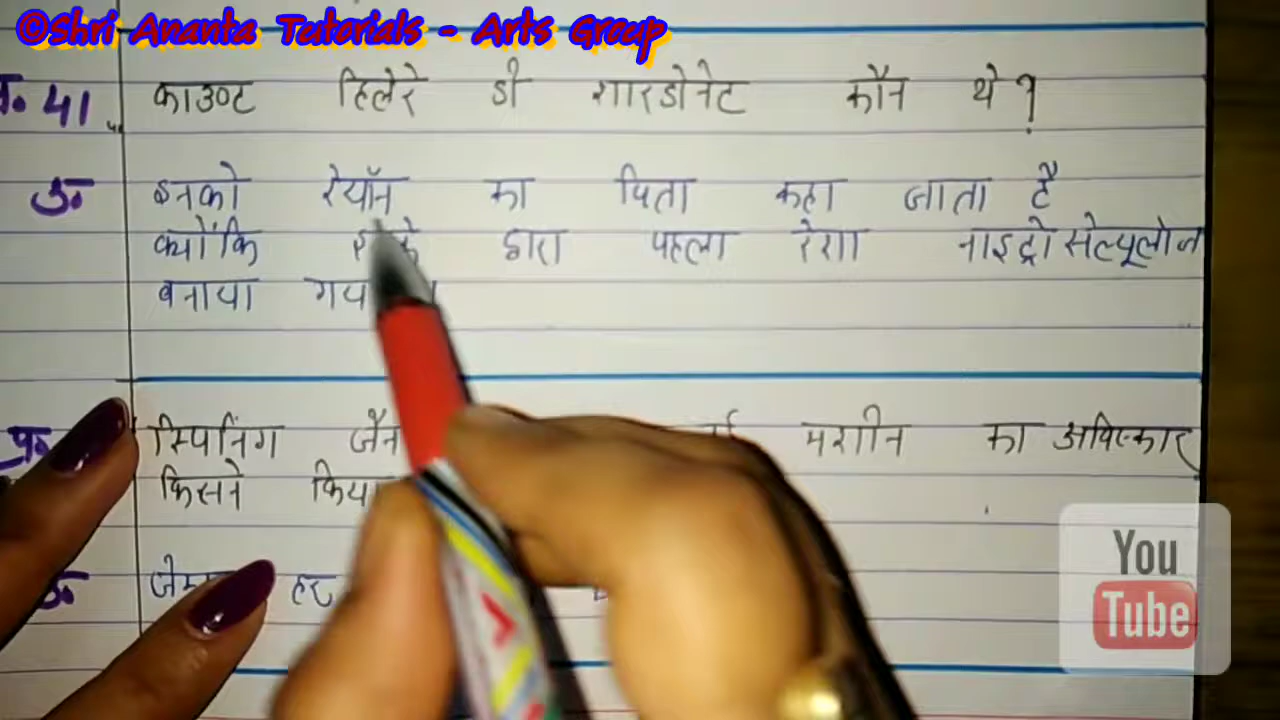 ©Shri Ananta Tutorials - Arts Group
41. काउण्ट हिलेरे डी शारडोनेट कौन थे ?
उ॰ इनको रेयॉन का पिता कहा जाता है
क्योंकि द्वारा पहला रेशा नाइट्रोसेल्यूलोज
बनाया
प्र॰ स्पिनिंग मशीन का अविष्कार
किसने
उ॰
You
Tube